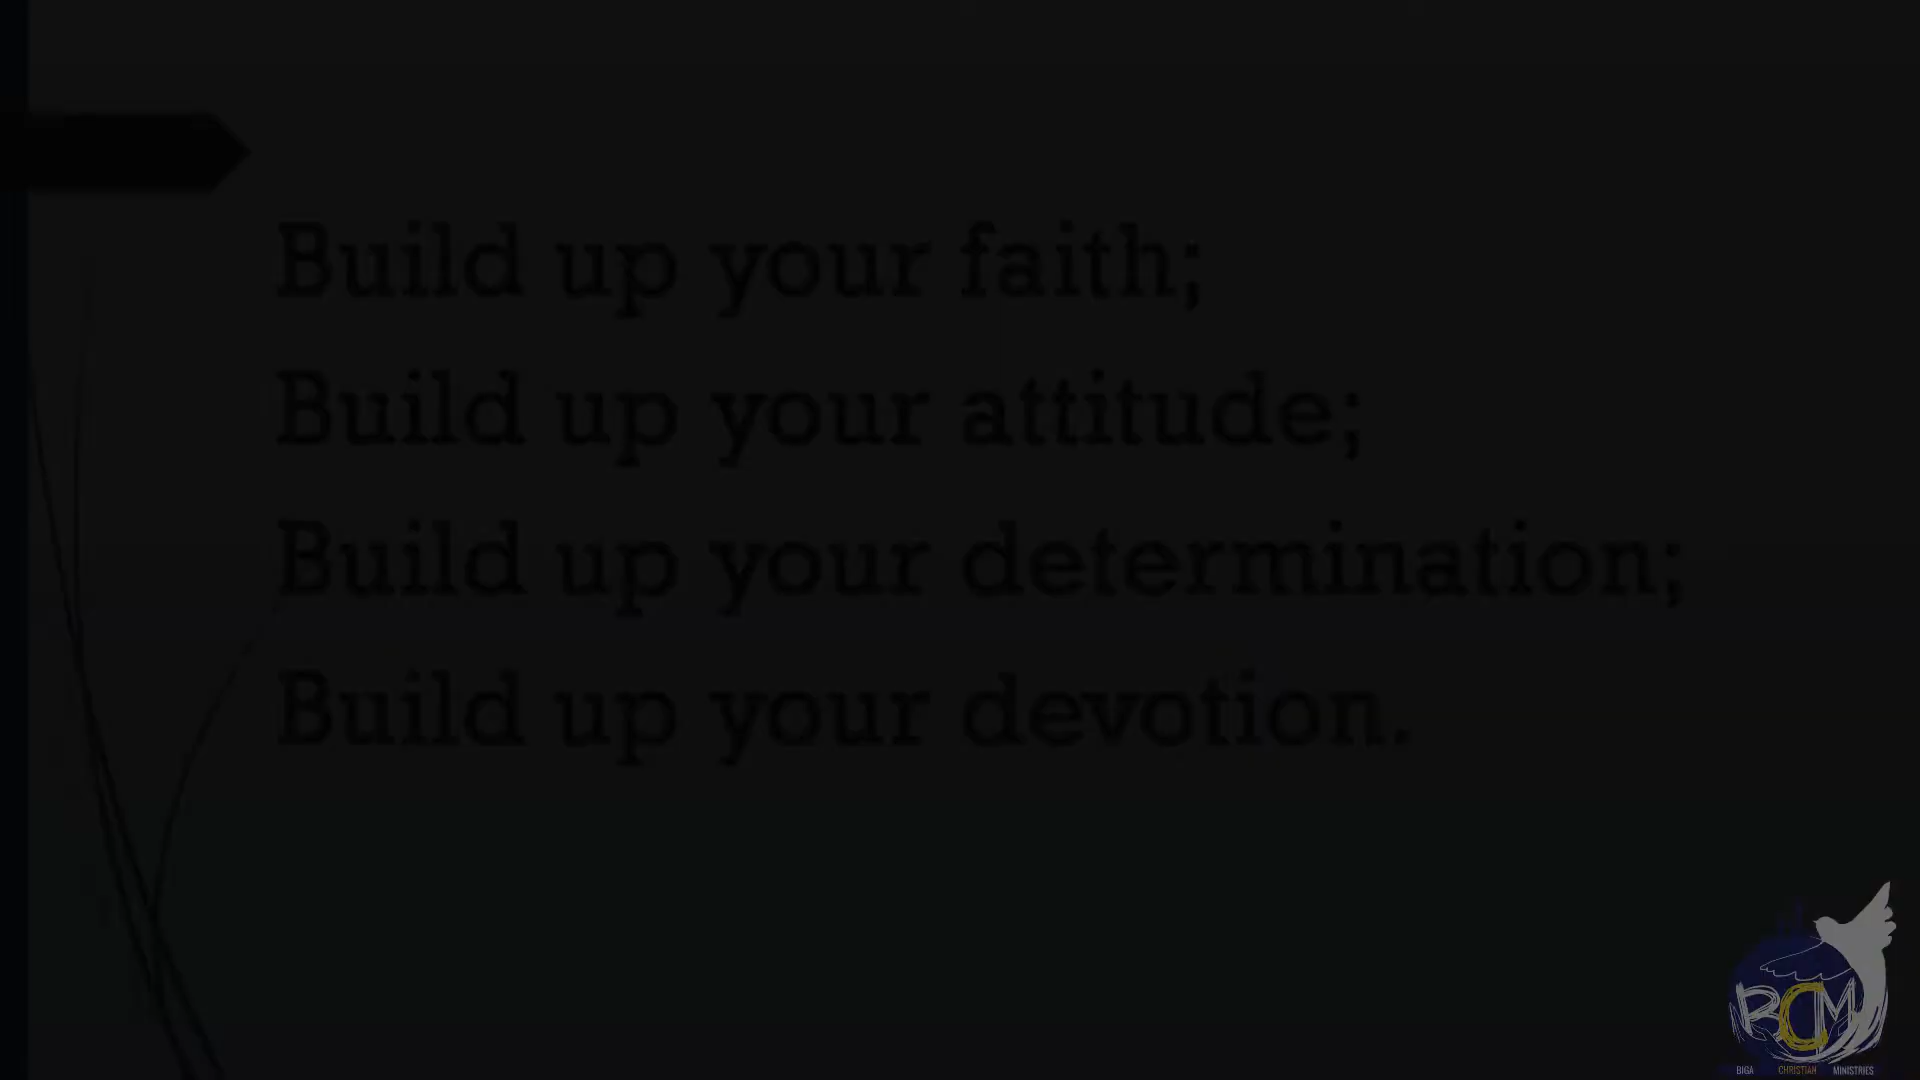 Build up your faith;
Build up your attitude;
Build up your determination;
Build up your devotion.
BCM
BIGA CHRISTIAN MINISTRIES